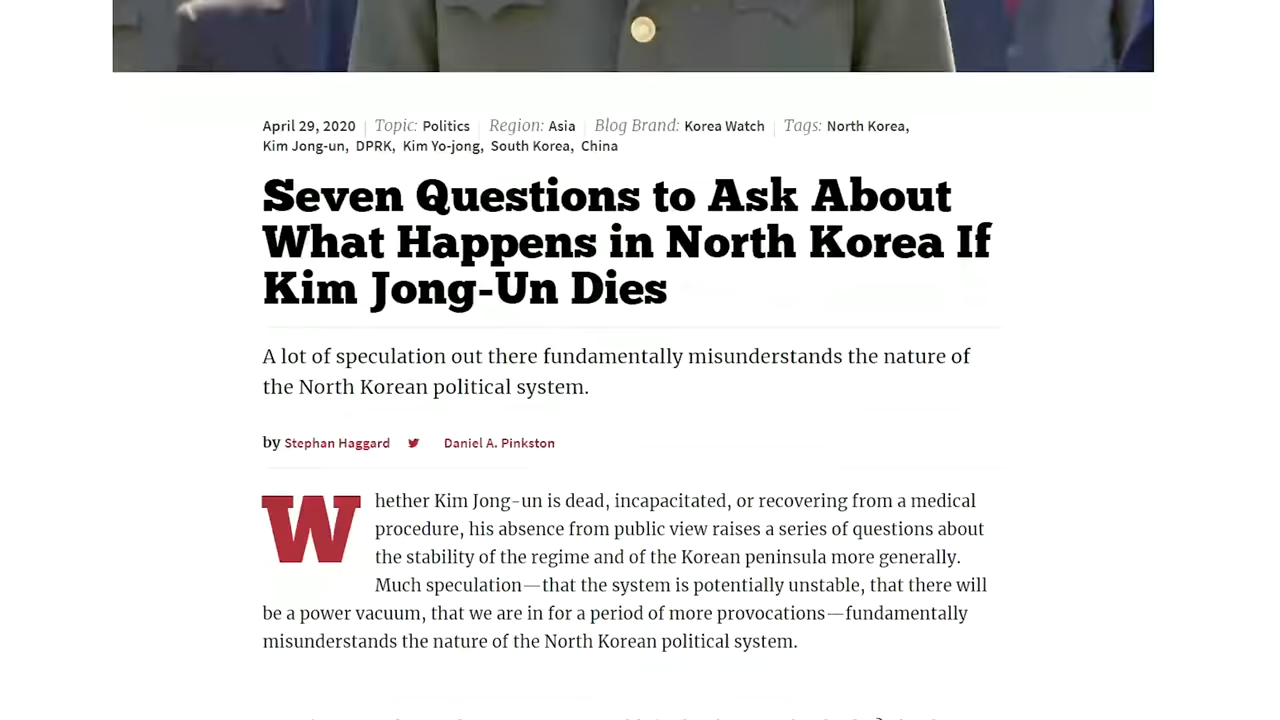 April 29, 2020 | Topic: Politics | Region: Asia | Blog Brand: Korea Watch | Tags: North Korea,
Kim Jong-un, DPRK, Kim Yo-jong, South Korea, China
Seven Questions to Ask About
What Happens in North Korea If
Kim Jong-Un Dies
A lot of speculation out there fundamentally misunderstands the nature of
the North Korean political system.
by Stephan Haggard Daniel A. Pinkston
Whether Kim Jong-un is dead, incapacitated, or recovering from a medical
procedure, his absence from public view raises a series of questions about
the stability of the regime and of the Korean peninsula more generally.
Much speculation—that the system is potentially unstable, that there will
be a power vacuum, that we are in for a period of more provocations—fundamentally
misunderstands the nature of the North Korean political system.